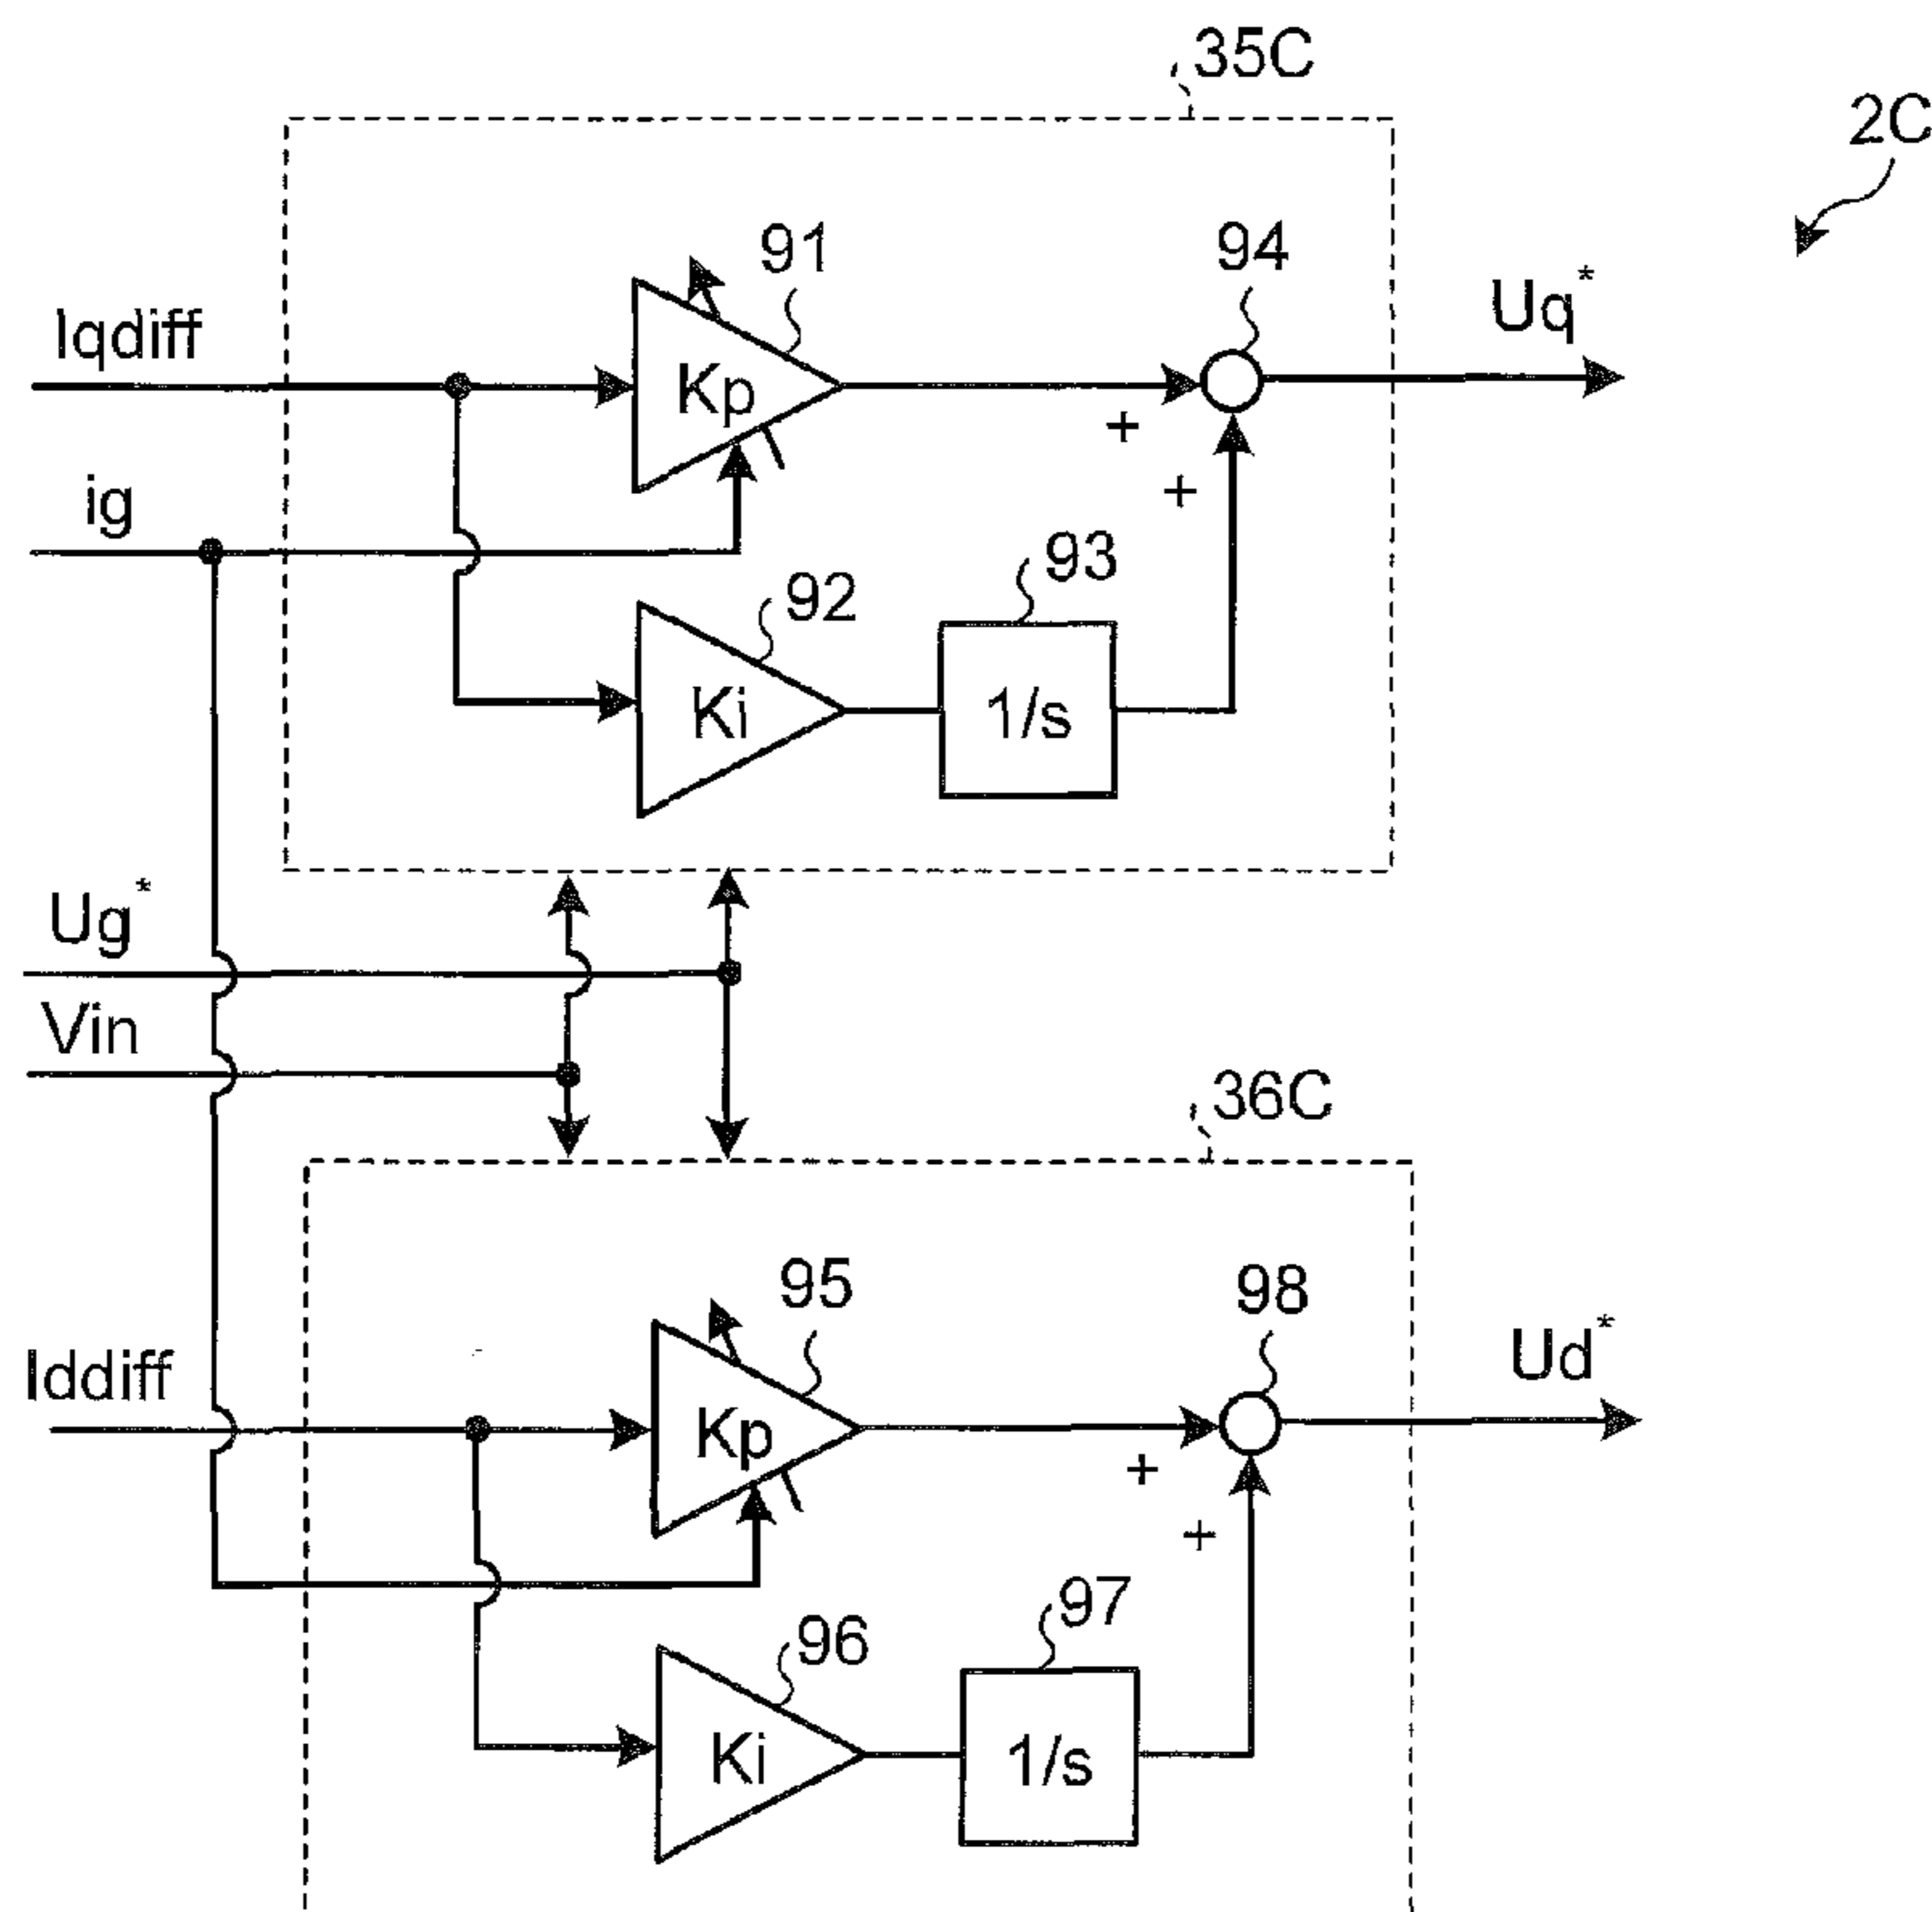 35C
2C
91
94
Uq*
Iqdiff
Kp
+
ig
+
93
92
Ki
1/s
Ug*
Vin
36C
95
98
Ud*
Iddiff
Kp
+
+
97
96
Ki
1/s